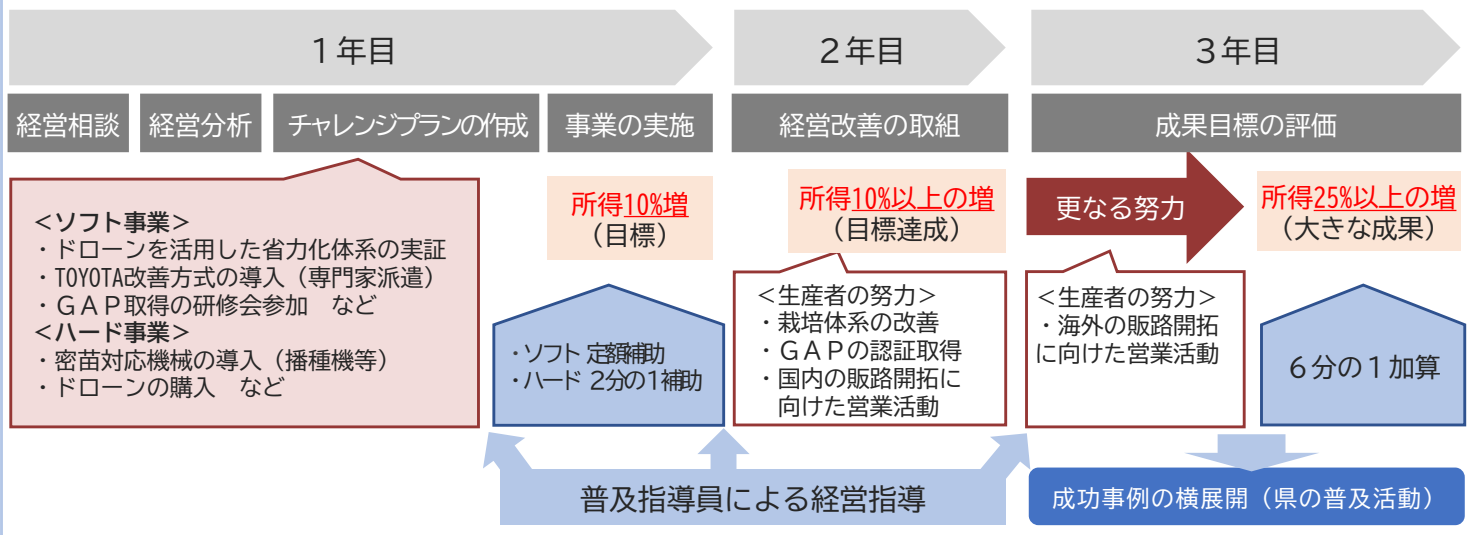 1年目
2年目
3年目
経営相談
経営分析
チャレンジプランの作成
事業の実施
経営改善の取組
成果目標の評価
＜ソフト事業＞
・ドローンを活用した省力化体系の実証
・TOYOTA改善方式の導入（専門家派遣）
・ＧＡＰ取得の研修会参加　など
＜ハード事業＞
・密苗対応機械の導入（播種機等）
・ドローンの購入　など
所得10%増
（目標）
・ソフト 定額補助
・ハード 2分の1補助
所得10%以上の増
（目標達成）
＜生産者の努力＞
・栽培体系の改善
・ＧＡＰの認証取得
・国内の販路開拓に
向けた営業活動
更なる努力
＜生産者の努力＞
・海外の販路開拓
に向けた営業活動
所得25%以上の増
（大きな成果）
６分の１加算
普及指導員による経営指導
成功事例の横展開（県の普及活動）